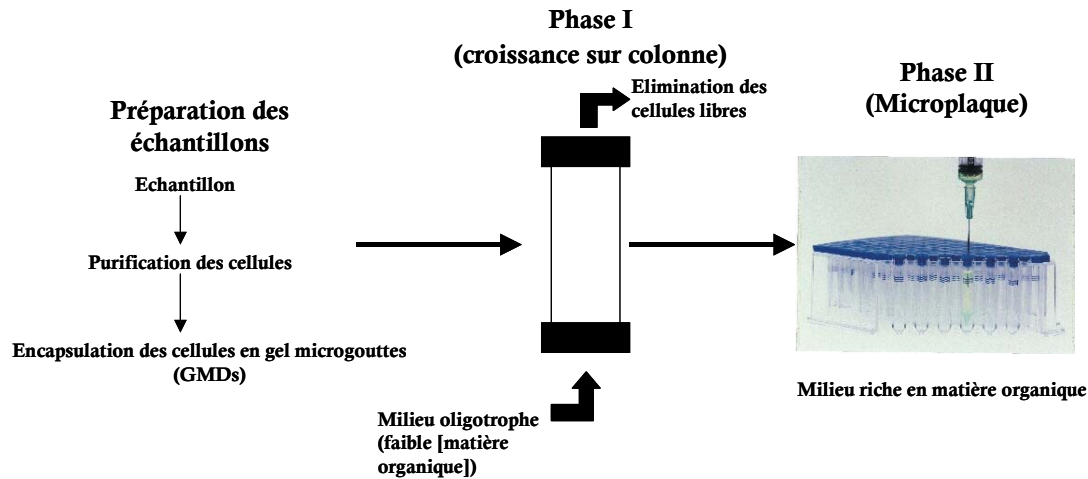 Préparation des
échantillons
Echantillon
Purification des cellules
Encapsulation des cellules en gel microgouttes
(GMDs)
Phase I
(croissance sur colonne)
Elimination des
cellules libres
Milieu oligotrophe
(faible [matière
organique])
Phase II
(Microplaque)
Milieu riche en matière organique